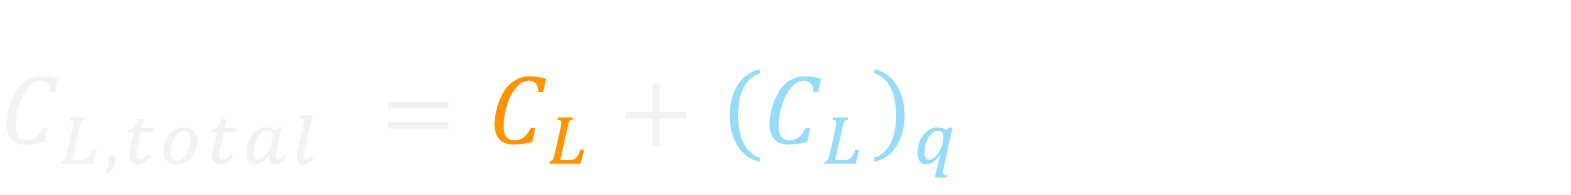 C_{L,total} = C_L + (C_L)_q